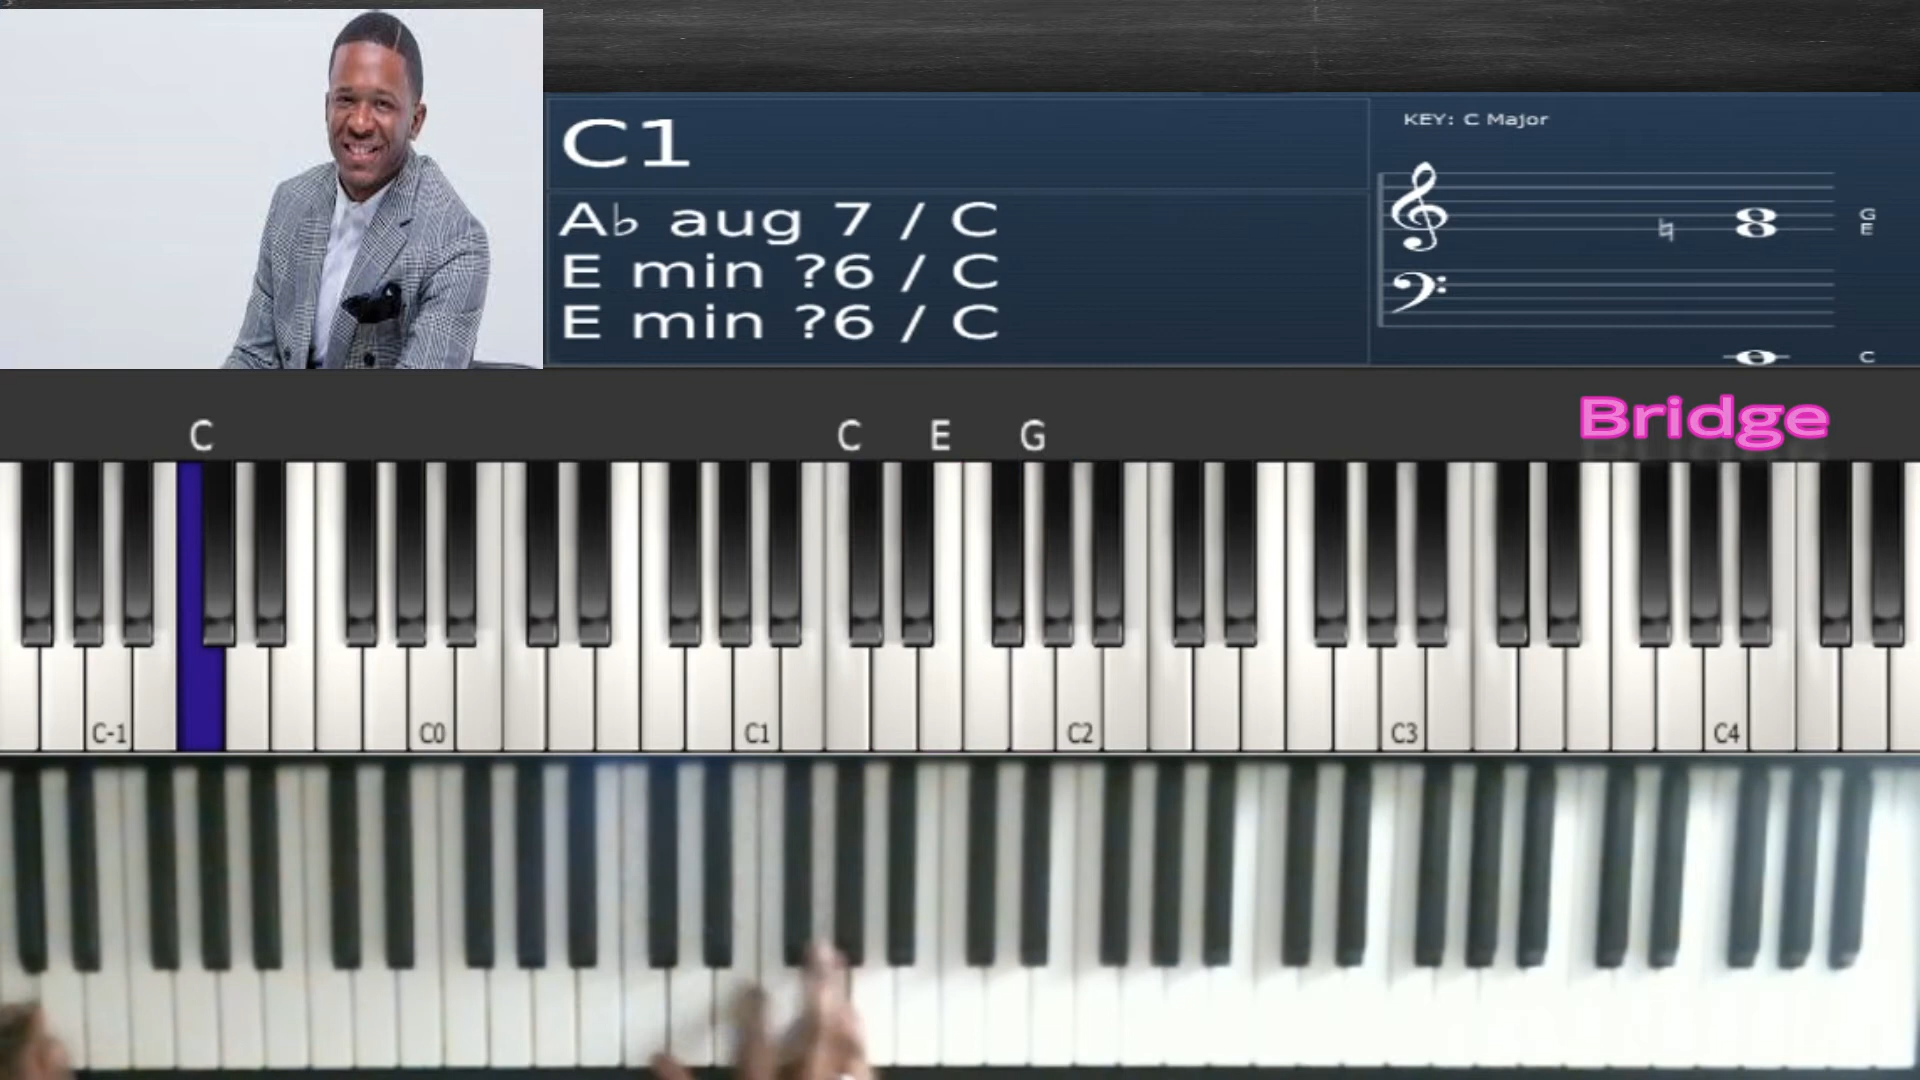 C1
A♭ aug 7 / C
E min ?6 / C
E min ?6 / C
KEY: C Major
G
E
C
Bridge
C C E G
C-1 C0 C1 C2 C3 C4